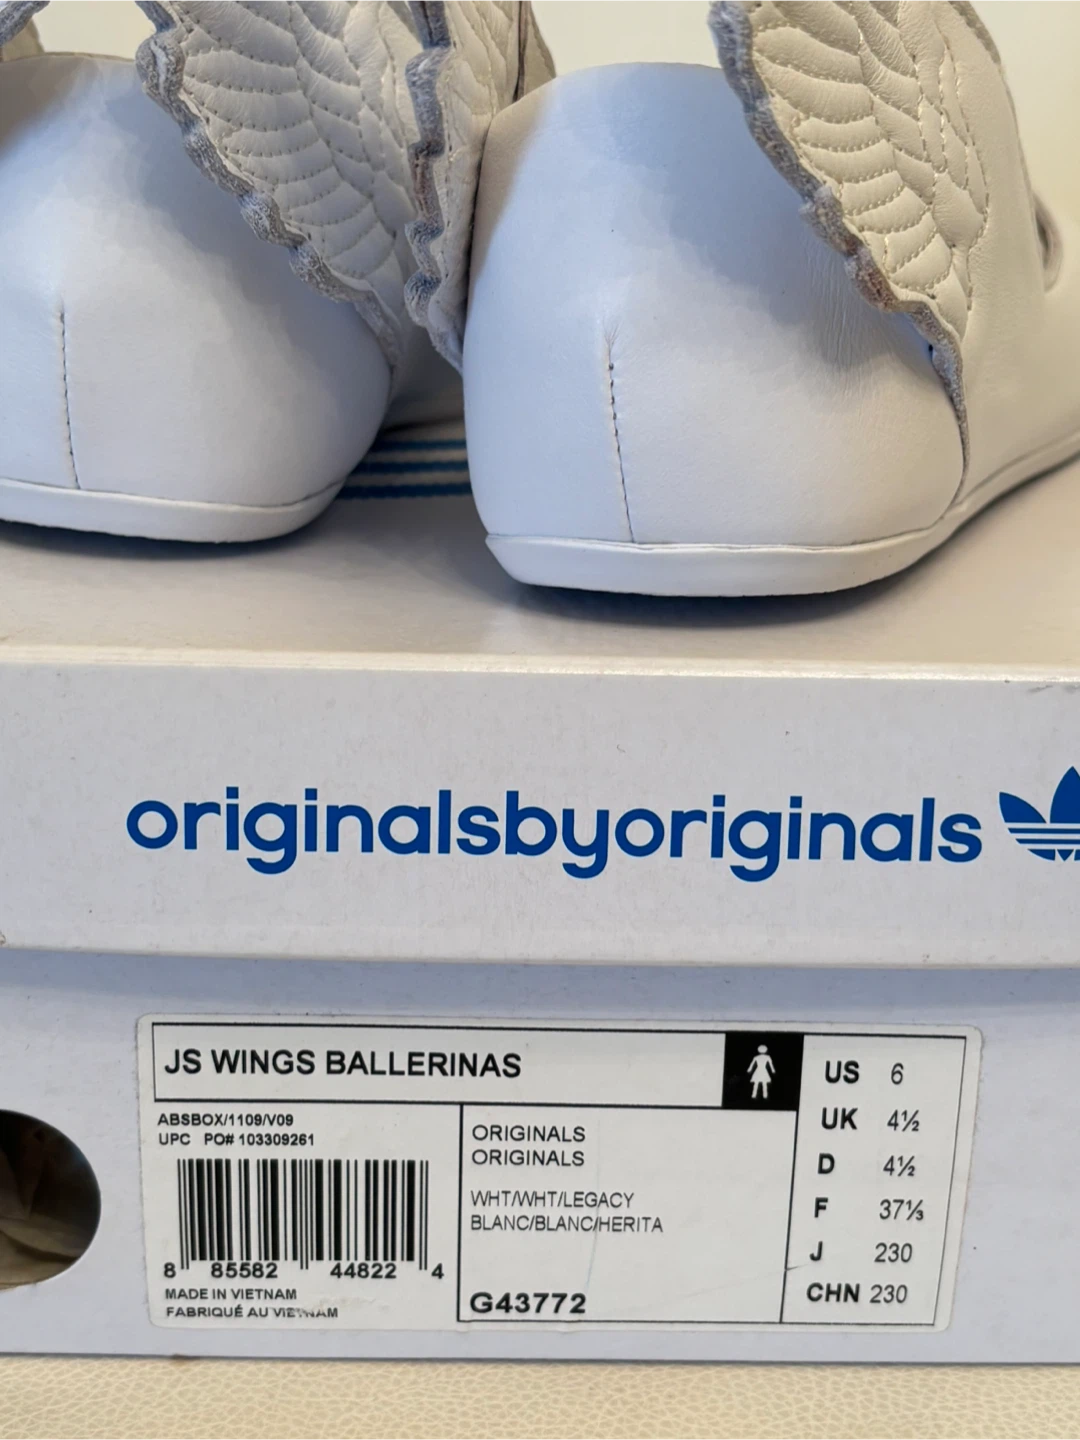 originalsbyoriginals
JS WINGS BALLERINAS
ABSBOX/1109/V09
UPC PO# 103309261
8 85582 44822 4
MADE IN VIETNAM
FABRIQUÉ AU VIETNAM
ORIGINALS
ORIGINALS
WHT/WHT/LEGACY
BLANC/BLANC/HERITA
G43772
US 6
UK 4½
D 4½
F 37⅓
J 230
CHN 230